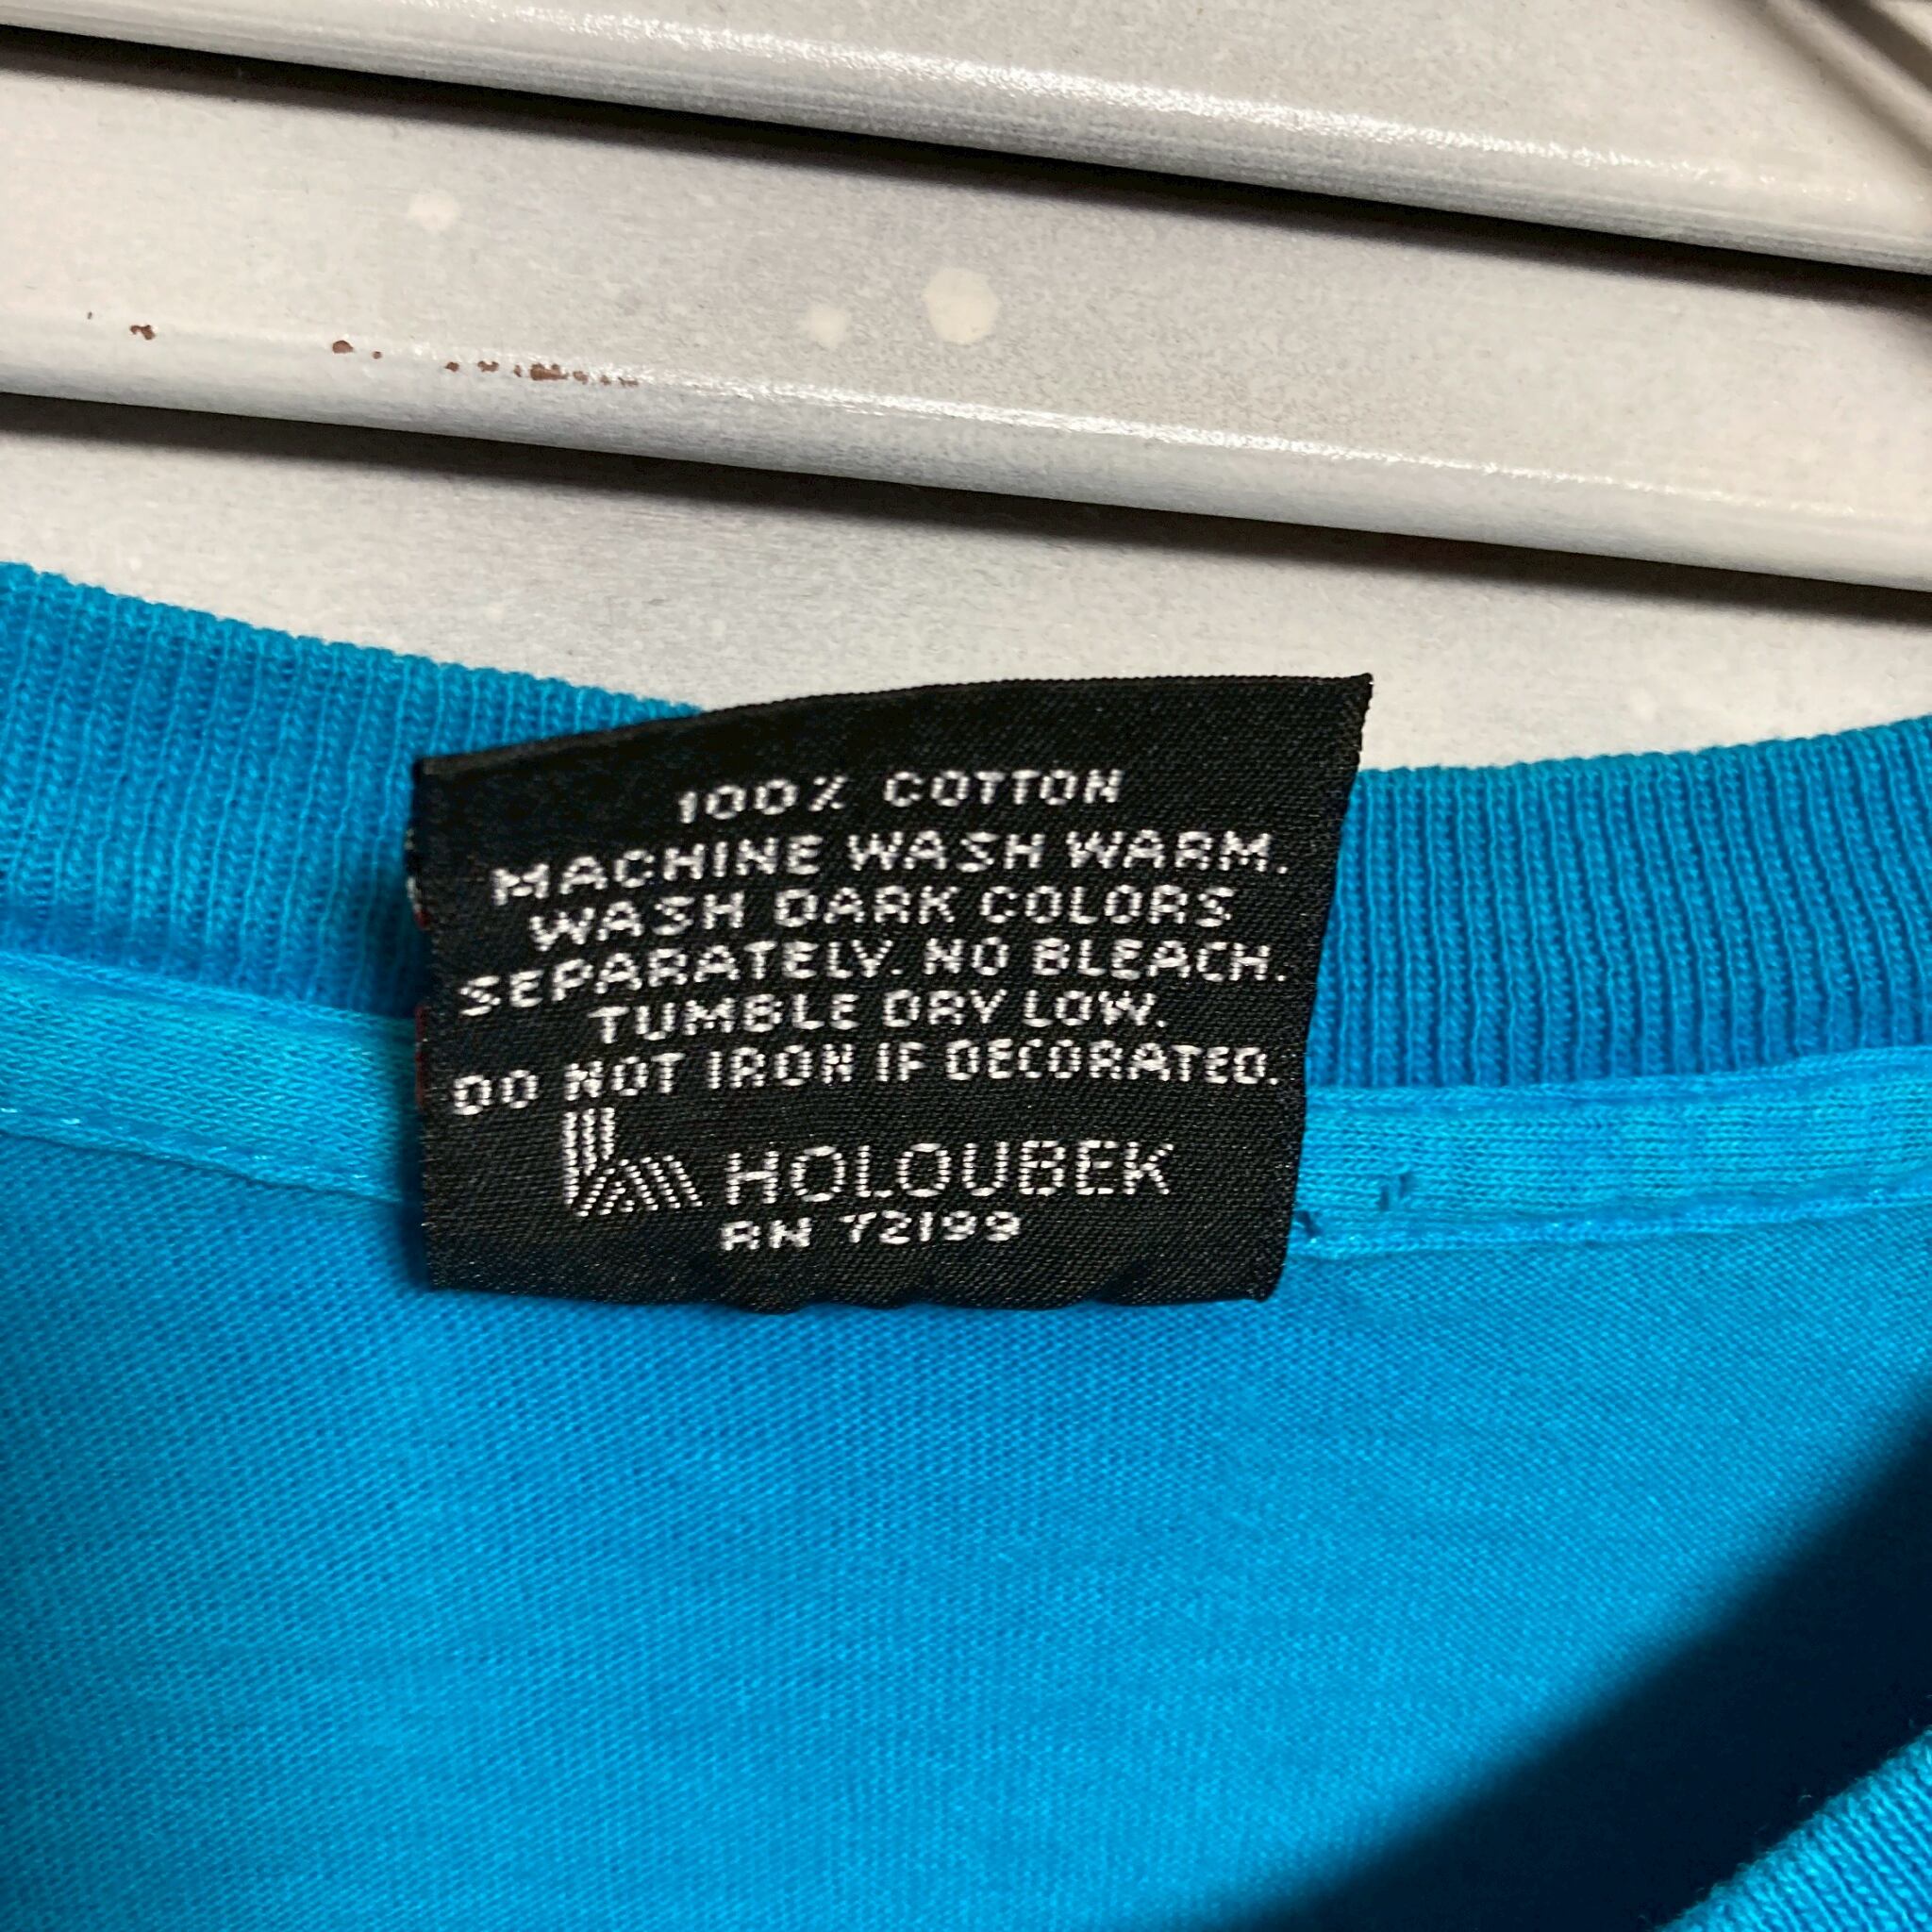 100% COTTON
MACHINE WASH WARM.
WASH DARK COLORS
SEPARATELY. NO BLEACH.
TUMBLE DRY LOW.
DO NOT IRON IF DECORATED.
HOLOUBEK
RN 72199